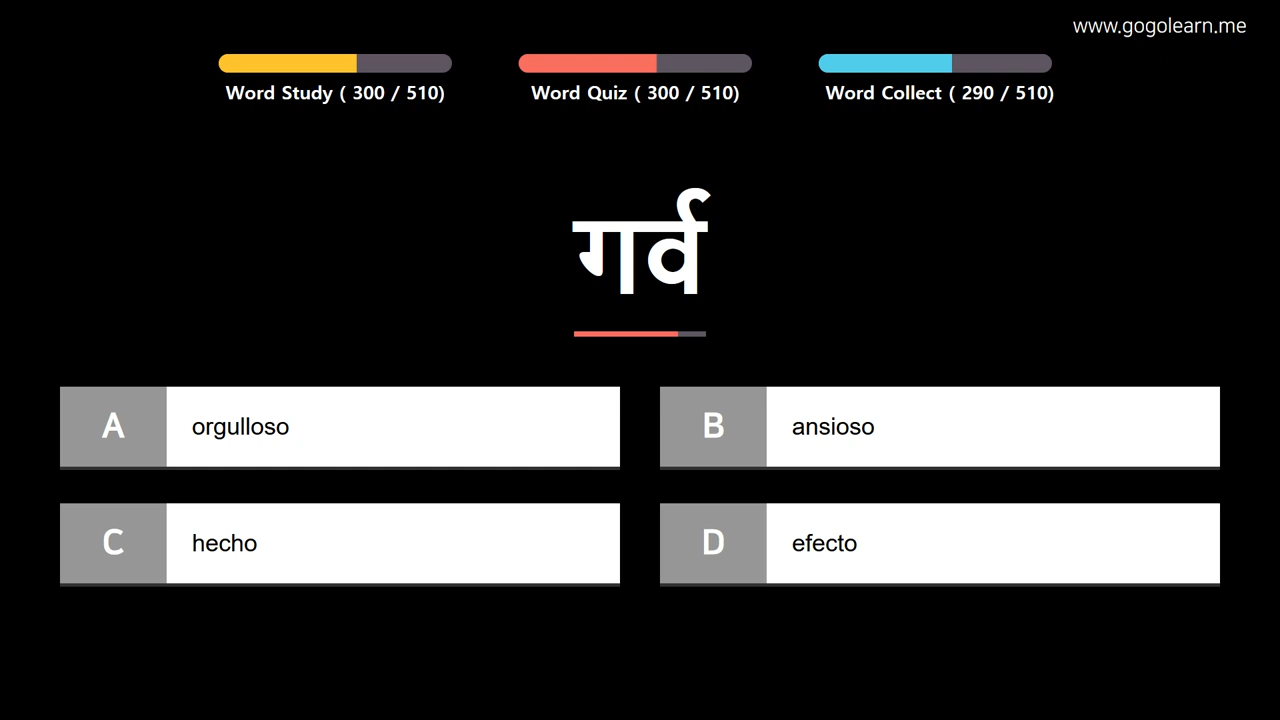 www.gogolearn.me
Word Study ( 300 / 510)
Word Quiz ( 300 / 510)
Word Collect ( 290 / 510)
गर्व
A orgulloso
B ansioso
C hecho
D efecto